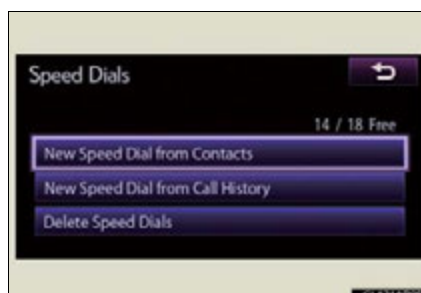 Speed Dials
14 / 18 Free
New Speed Dial from Contacts
New Speed Dial from Call History
Delete Speed Dials